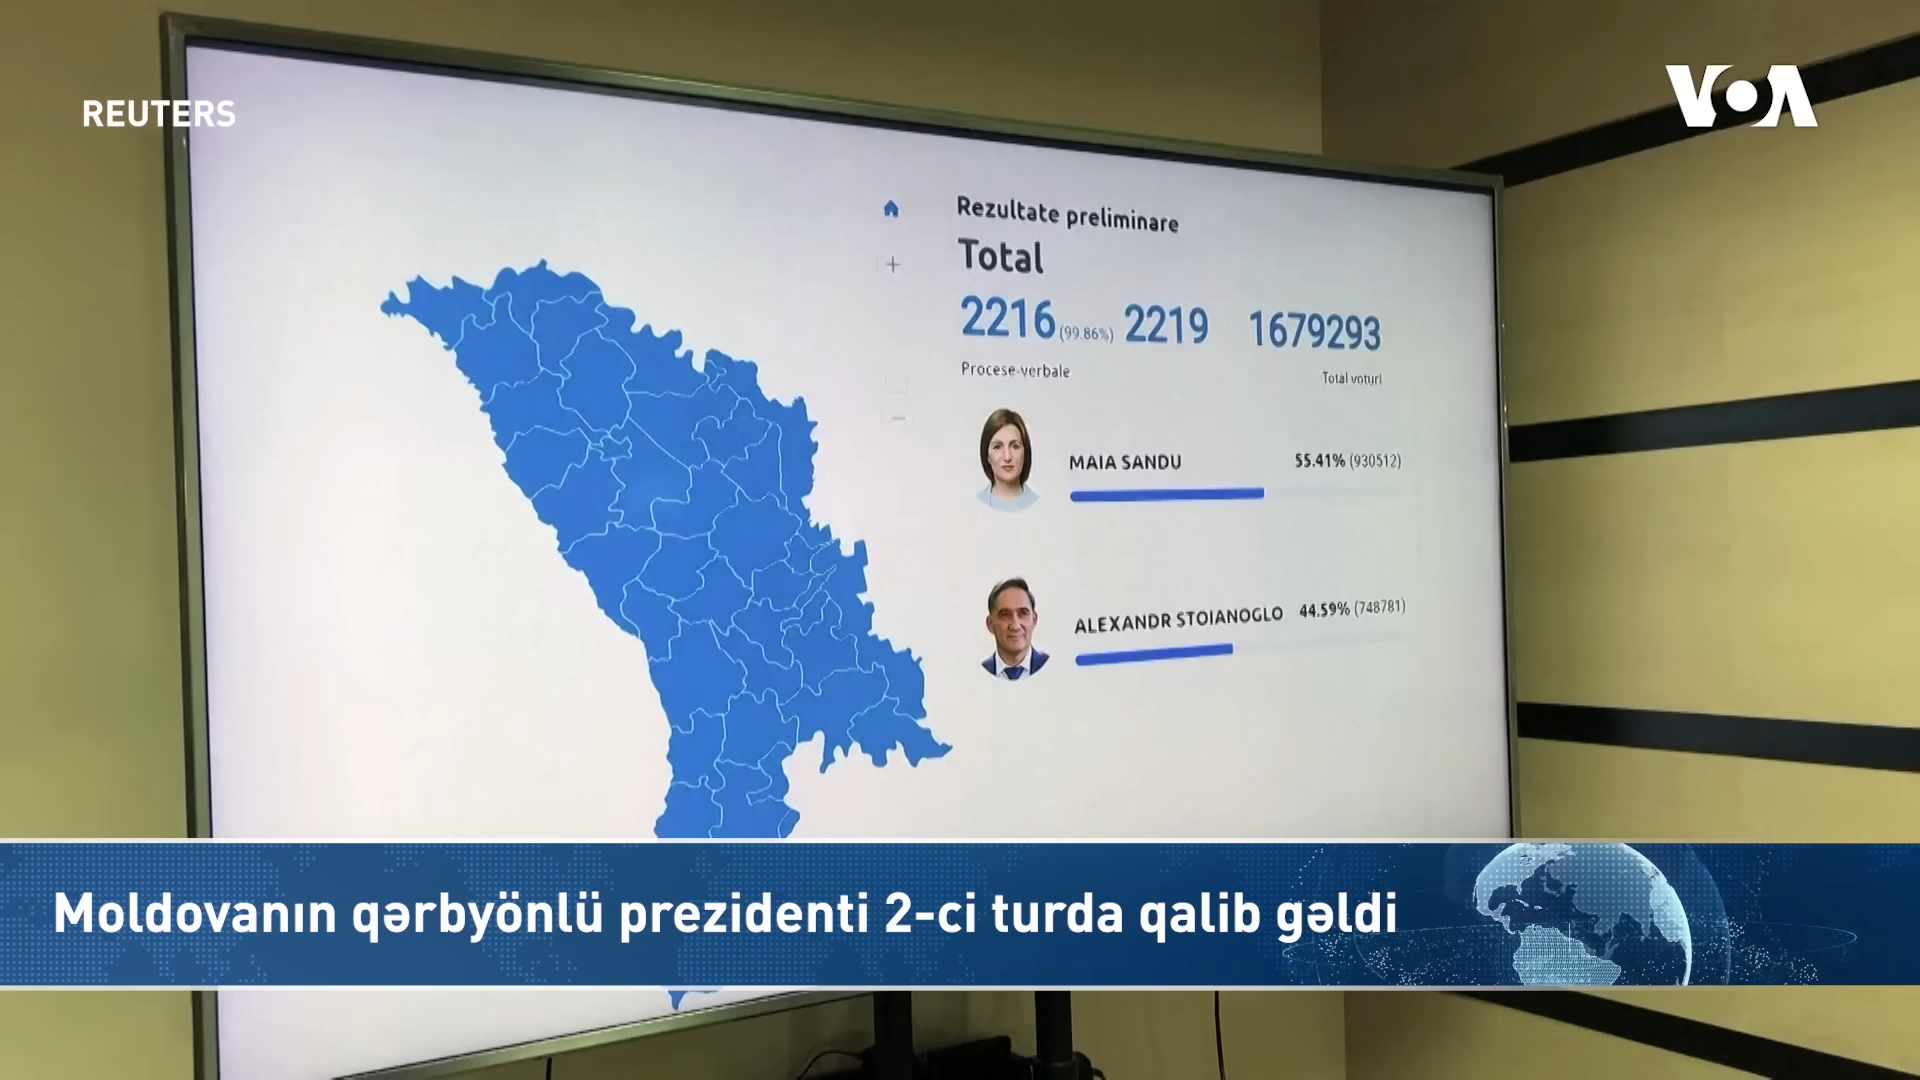 REUTERS
VOA
Rezultate preliminare
Total
2216 (99.86%) 2219 1679293
Procese-verbale Total voturi
MAIA SANDU 55.41% (930512)
ALEXANDR STOIANOGLO 44.59% (748781)
Moldovanın qərbyönlü prezidenti 2-ci turda qalib gəldi